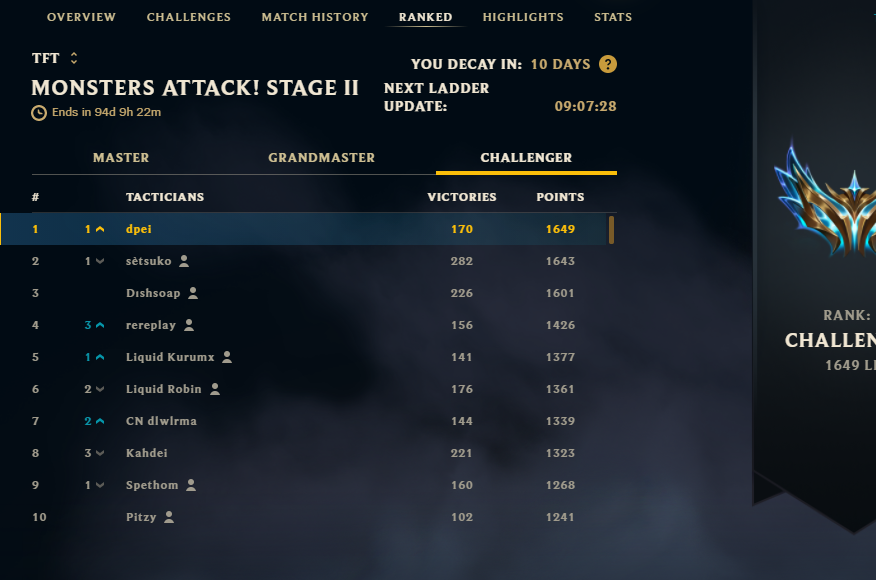 OVERVIEW CHALLENGES MATCH HISTORY RANKED HIGHLIGHTS STATS
TFT
YOU DECAY IN: 10 DAYS ?
MONSTERS ATTACK! STAGE II
NEXT LADDER
UPDATE: 09:07:28
Ends in 94d 9h 22m
MASTER GRANDMASTER CHALLENGER
# TACTICIANS VICTORIES POINTS
1 1 dpei 170 1649
2 1 sètsuko 282 1643
3 Dıshsoap 226 1601
4 3 rereplay 156 1426
5 1 Liquid Kurumx 141 1377
6 2 Liquid Robin 176 1361
7 2 CN dlwlrma 144 1339
8 3 Kahdei 221 1323
9 1 Spethom 160 1268
10 Pitzy 102 1241
RANK:
CHALLEN
1649 L